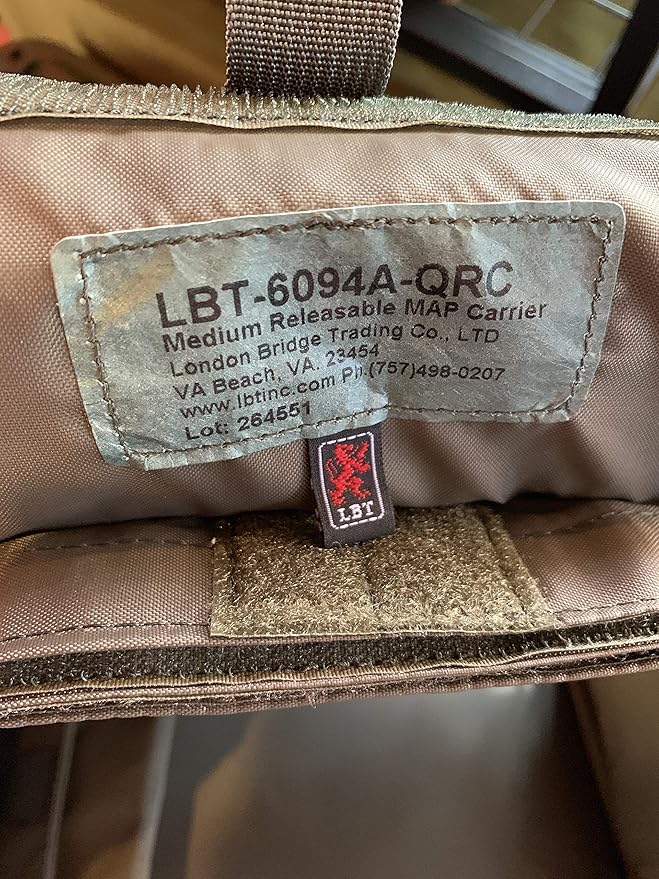 LBT-6094A-QRC
Medium Releasable MAP Carrier
London Bridge Trading Co., LTD
VA Beach, VA. 23454
www.lbtinc.com Ph.(757)498-0207
Lot: 264551
LBT